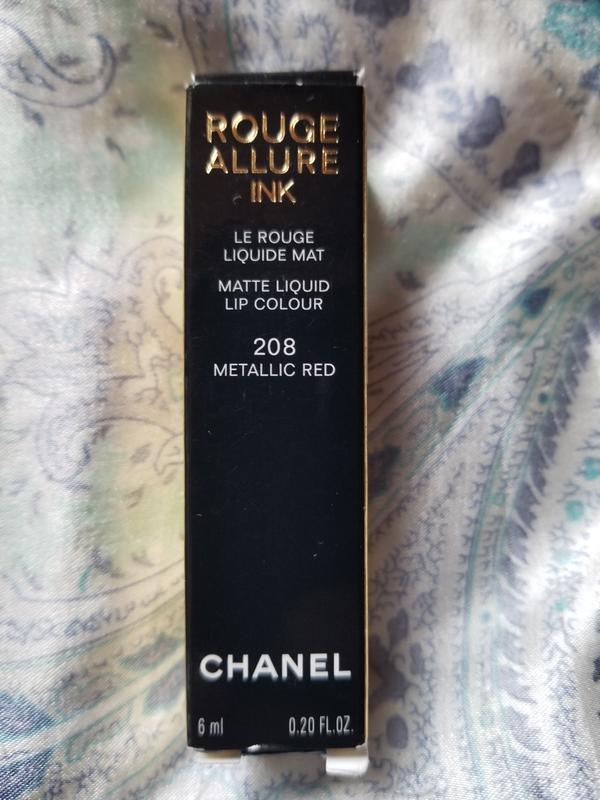 ROUGE
ALLURE
INK
LE ROUGE
LIQUIDE MAT
MATTE LIQUID
LIP COLOUR
208
METALLIC RED
CHANEL
6 ml 0.20 FL.OZ.